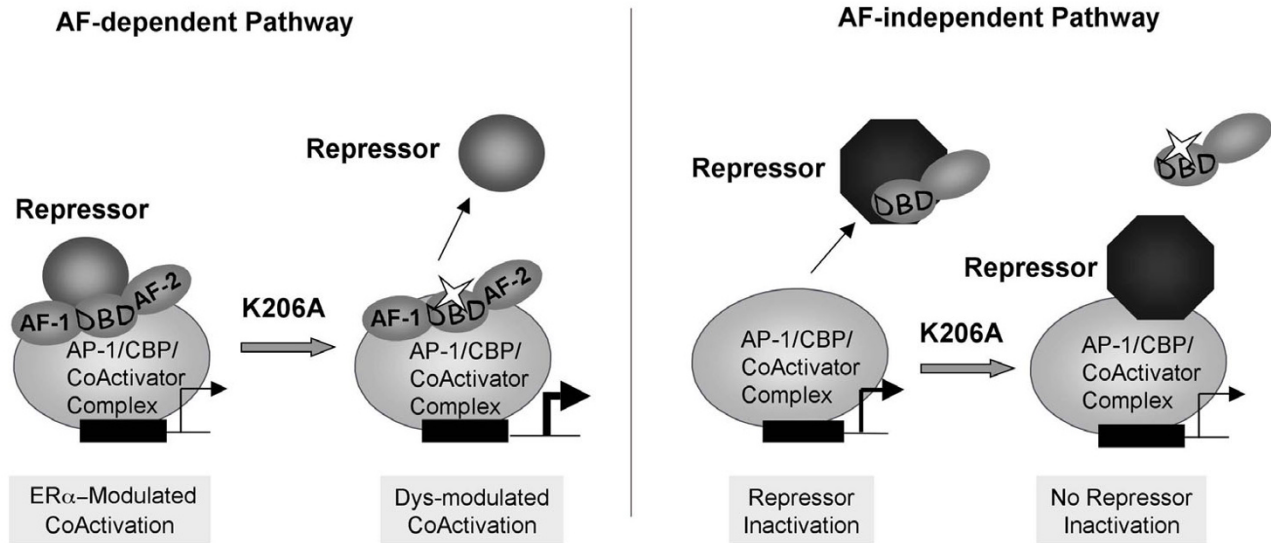 AF-dependent Pathway
Repressor
Repressor
AF-1 DBD AF-2
AP-1/CBP/
CoActivator
Complex
K206A
AF-1 DBD AF-2
AP-1/CBP/
CoActivator
Complex
ERα–Modulated
CoActivation
Dys-modulated
CoActivation
AF-independent Pathway
Repressor
DBD
DBD
Repressor
AP-1/CBP/
CoActivator
Complex
K206A
AP-1/CBP/
CoActivator
Complex
Repressor
Inactivation
No Repressor
Inactivation